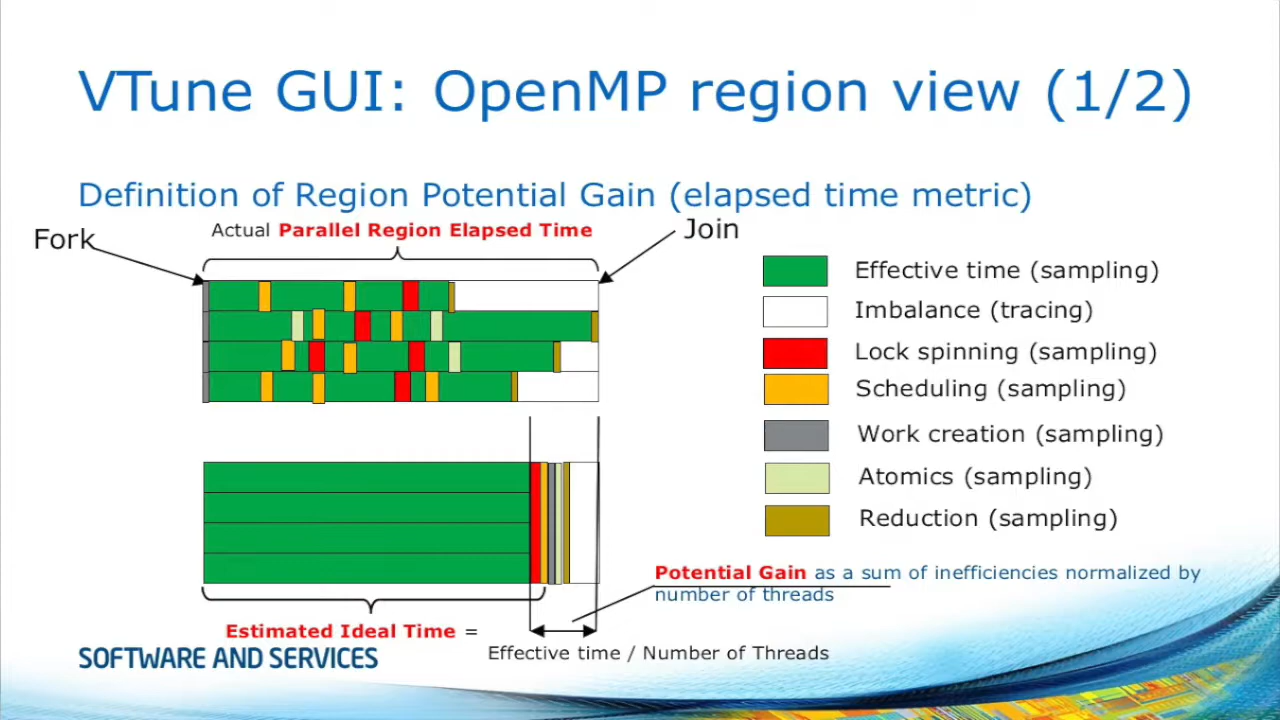 VTune GUI: OpenMP region view (1/2)
Definition of Region Potential Gain (elapsed time metric)
Fork
Actual Parallel Region Elapsed Time
Join
Effective time (sampling)
Imbalance (tracing)
Lock spinning (sampling)
Scheduling (sampling)
Work creation (sampling)
Atomics (sampling)
Reduction (sampling)
Potential Gain as a sum of inefficiencies normalized by
number of threads
Estimated Ideal Time =
Effective time / Number of Threads
SOFTWARE AND SERVICES